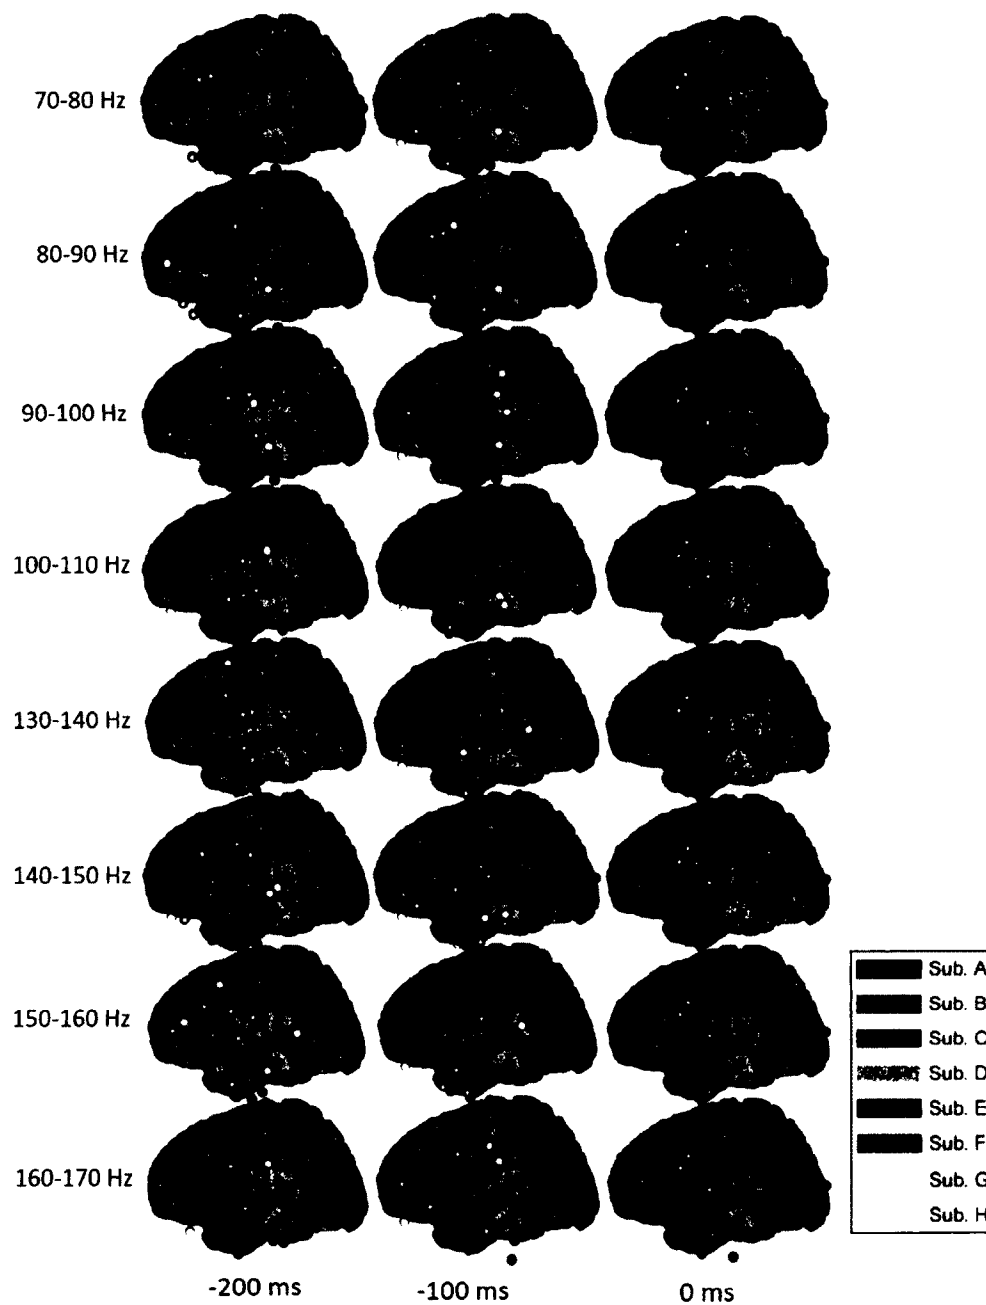 70-80 Hz
80-90 Hz
90-100 Hz
100-110 Hz
130-140 Hz
140-150 Hz
150-160 Hz
160-170 Hz
Sub. A
Sub. B
Sub. C
Sub. D
Sub. E
Sub. F
Sub. G
Sub. H
-200 ms
-100 ms
0 ms